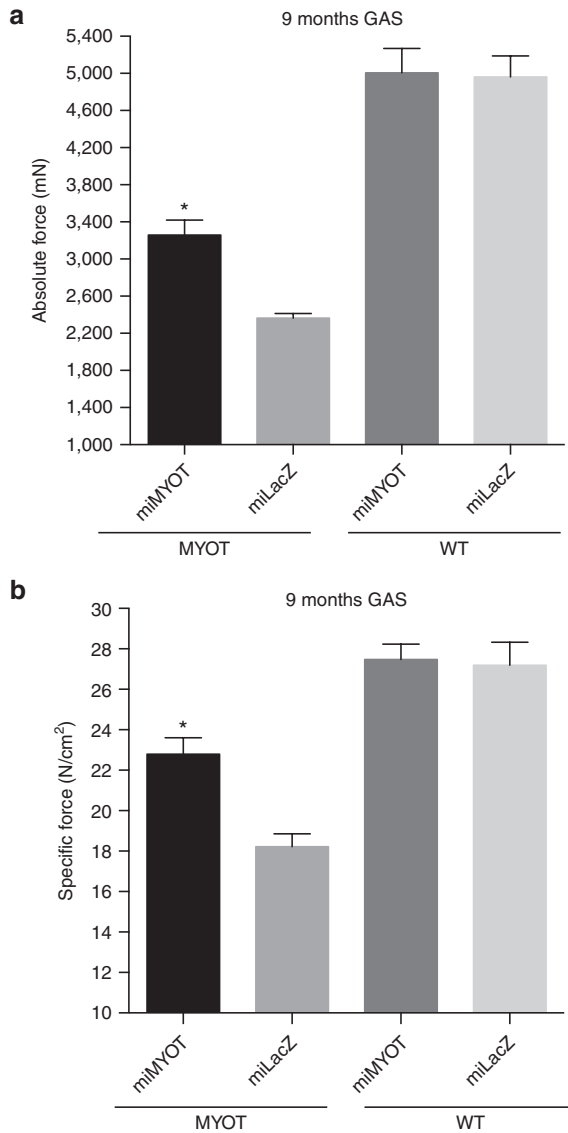 a
9 months GAS
Absolute force (mN)
5,400
5,000
4,600
4,200
3,800
3,400
3,000
2,600
2,200
1,800
1,400
1,000
*
miMYOT
miLacZ
miMYOT
miLacZ
MYOT
WT
b
9 months GAS
Specific force (N/cm²)
30
28
26
24
22
20
18
16
14
12
10
*
miMYOT
miLacZ
miMYOT
miLacZ
MYOT
WT